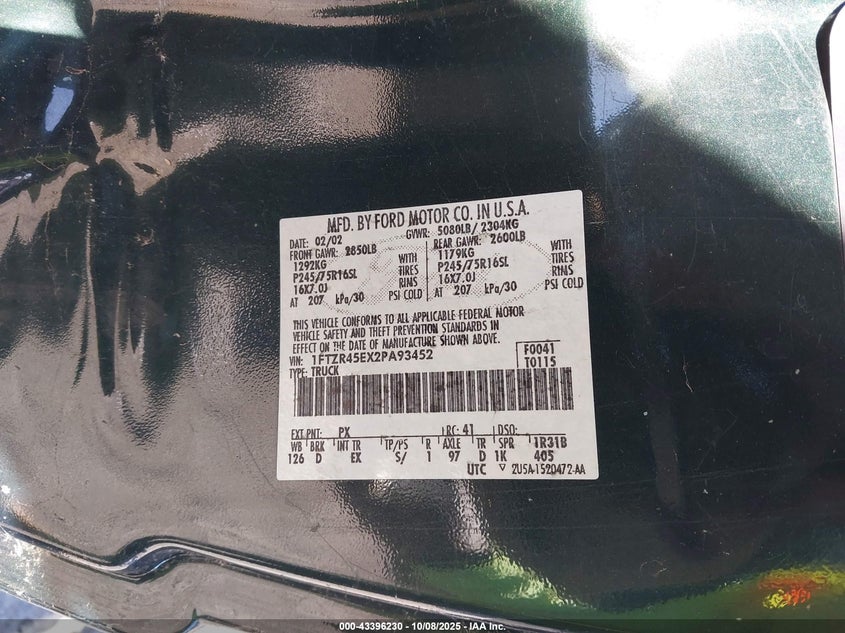 MFD. BY FORD MOTOR CO. IN U.S.A.
DATE: 02/02 GVWR: 5080LB/ 2304KG
FRONT GAWR: 2850LB REAR GAWR: 2600LB
1292KG WITH 1179KG WITH
P245/75R16SL TIRES P245/75R16SL TIRES
16X7.0J RIMS 16X7.0J RIMS
AT 207 kPa/30 PSI COLD AT 207 kPa/30 PSI COLD
THIS VEHICLE CONFORMS TO ALL APPLICABLE FEDERAL MOTOR
VEHICLE SAFETY AND THEFT PREVENTION STANDARDS IN
EFFECT ON THE DATE OF MANUFACTURE SHOWN ABOVE.
VIN: 1FTZR45EX2PA93452 F0041
TYPE: TRUCK T0115
EXT PNT: PX RC: 41 DSO:
WB BRK INT TR TP/PS R AXLE TR SPR 1R31B
126 D EX S/ 1 97 D 1K 405
UTC 2U5A-1520472-AA
000-43396230 - 10/08/2025 - IAA Inc.